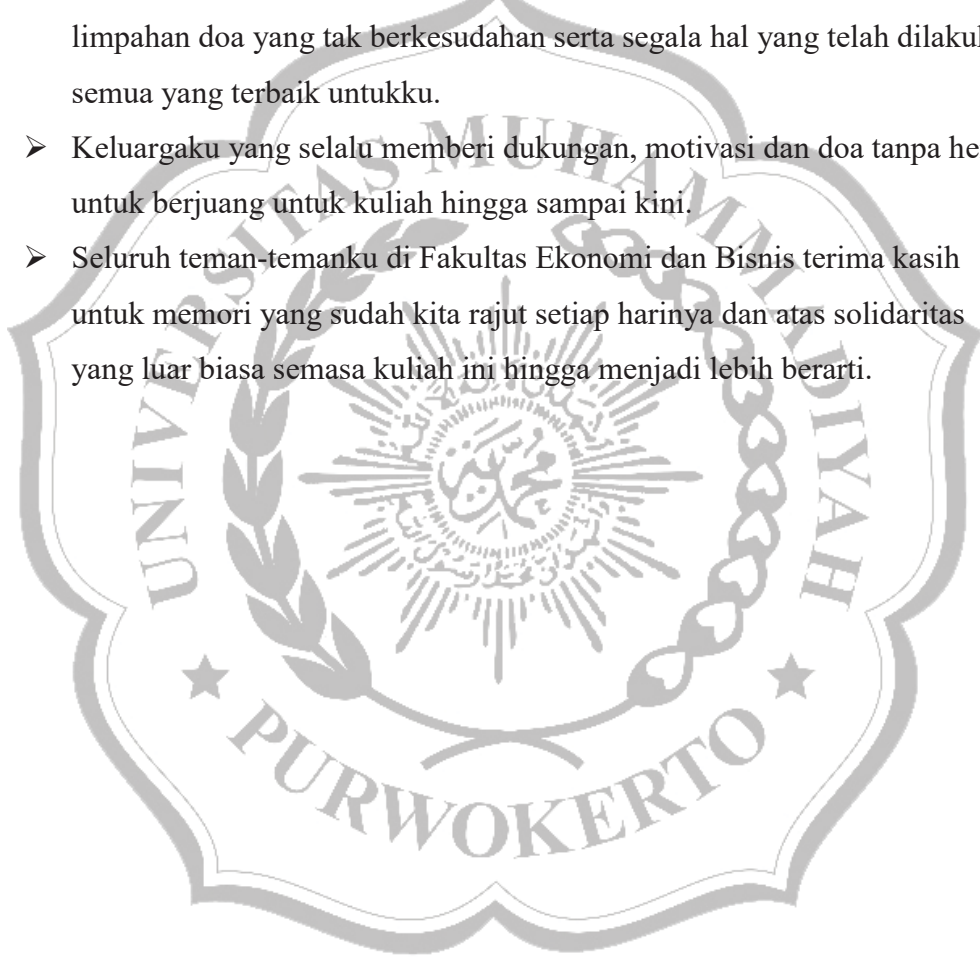 limpahan doa yang tak berkesudahan serta segala hal yang telah
semua yang terbaik untukku.
➢ Keluargaku yang selalu memberi dukungan, motivasi dan doa tanpa
untuk berjuang untuk kuliah hingga sampai kini.
➢ Seluruh teman-temanku di Fakultas Ekonomi dan Bisnis terima kasih
untuk memori yang sudah kita rajut setiap harinya dan atas solidaritas
yang luar biasa semasa kuliah ini hingga menjadi lebih berarti.
UNIVERSITAS MUHAMMADIYAH
PURWOKERTO